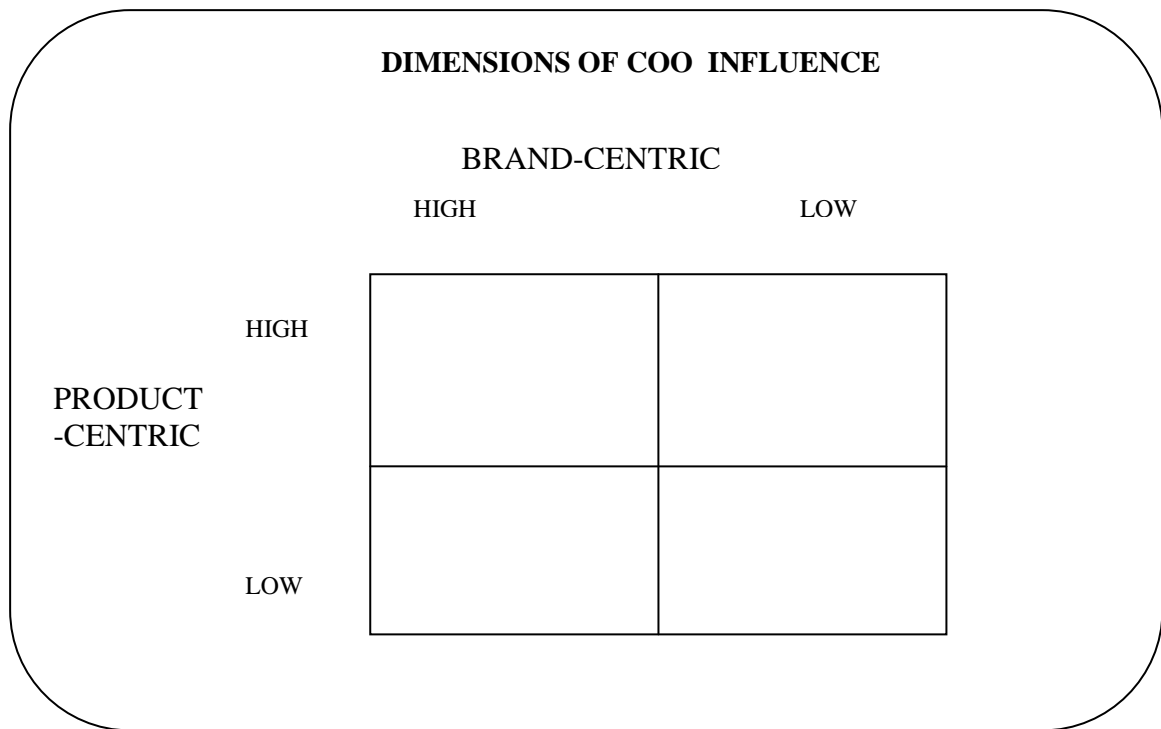 DIMENSIONS OF COO INFLUENCE
BRAND-CENTRIC
HIGH LOW
HIGH
PRODUCT
-CENTRIC
LOW